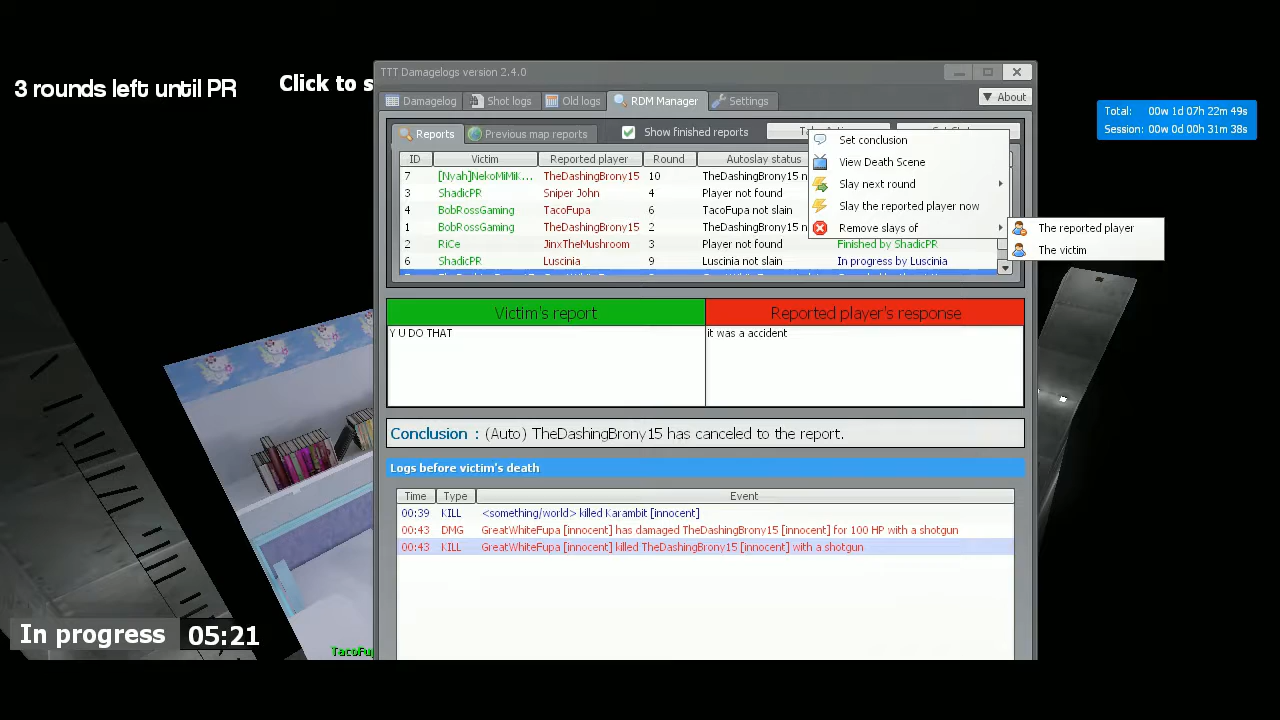 3 rounds left until PR
Click to s
TTT Damagelogs version 2.4.0
Damagelog
Shot logs
Old logs
RDM Manager
Settings
About
Total: 00w 1d 07h 22m 49s
Session: 00w 0d 00h 31m 38s
Reports
Previous map reports
Show finished reports
Set conclusion
View Death Scene
Slay next round
Slay the reported player now
Remove slays of
The reported player
The victim
ID Victim Reported player Round Autoslay status
7 [Nyah]NekoMiMiK... TheDashingBrony15 10 TheDashingBrony15 n
3 ShadicPR Sniper John 4 Player not found
4 BobRossGaming TacoFupa 6 TacoFupa not slain
1 BobRossGaming TheDashingBrony15 2 TheDashingBrony15 n
2 RiCe JinxTheMushroom 3 Player not found Finished by ShadicPR
6 ShadicPR Luscinia 9 Luscinia not slain In progress by Luscinia
Victim's report
Reported player's response
Y U DO THAT
it was a accident
Conclusion : (Auto) TheDashingBrony15 has canceled to the report.
Logs before victim's death
Time Type Event
00:39 KILL <something/world> killed Karambit [innocent]
00:43 DMG GreatWhiteFupa [innocent] has damaged TheDashingBrony15 [innocent] for 100 HP with a shotgun
00:43 KILL GreatWhiteFupa [innocent] killed TheDashingBrony15 [innocent] with a shotgun
In progress 05:21
TacoFup